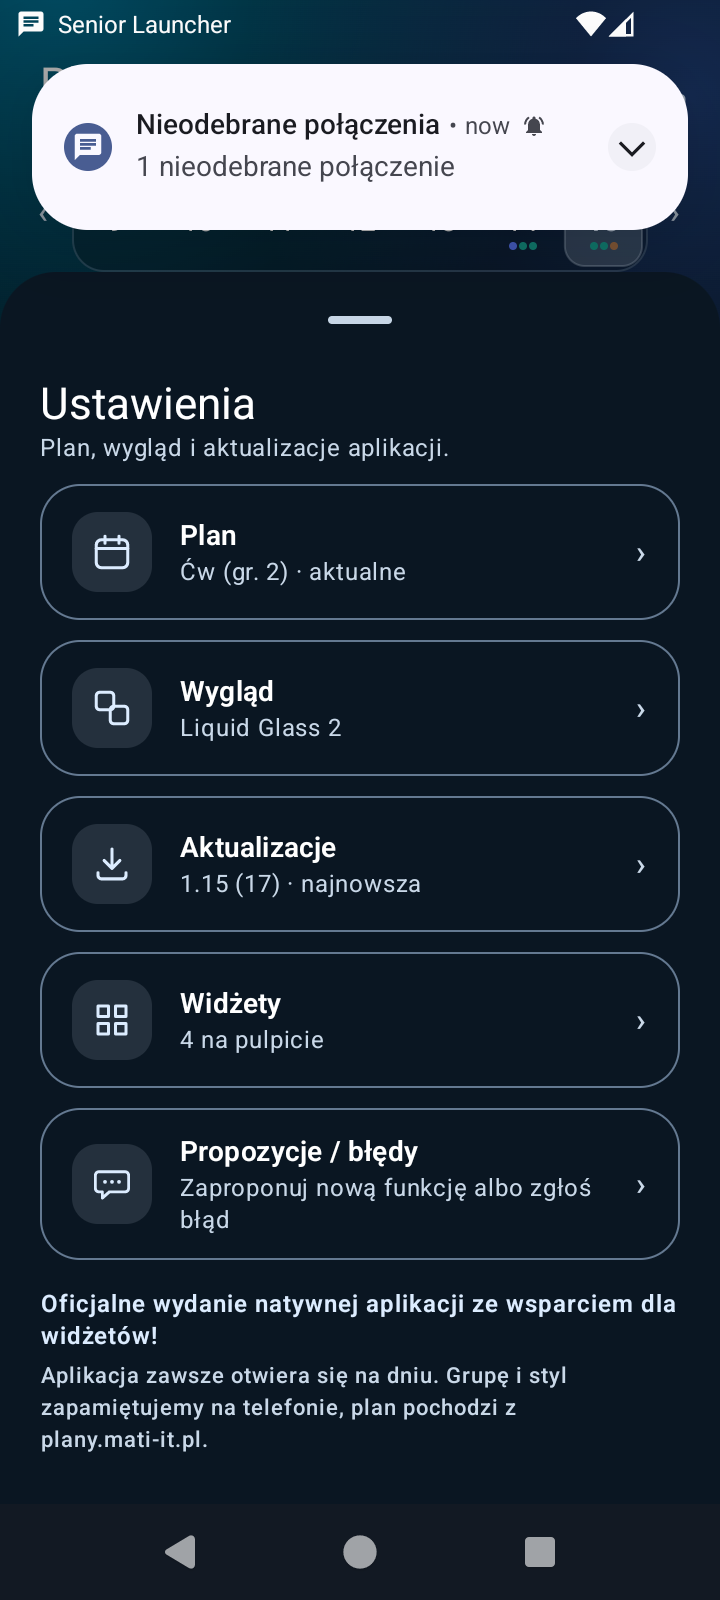 Senior Launcher
Nieodebrane połączenia • now
1 nieodebrane połączenie
Ustawienia
Plan, wygląd i aktualizacje aplikacji.
Plan
Ćw (gr. 2) · aktualne
Wygląd
Liquid Glass 2
Aktualizacje
1.15 (17) · najnowsza
Widżety
4 na pulpicie
Propozycje / błędy
Zaproponuj nową funkcję albo zgłoś
błąd
Oficjalne wydanie natywnej aplikacji ze wsparciem dla
widżetów!
Aplikacja zawsze otwiera się na dniu. Grupę i styl
zapamiętujemy na telefonie, plan pochodzi z
plany.mati-it.pl.